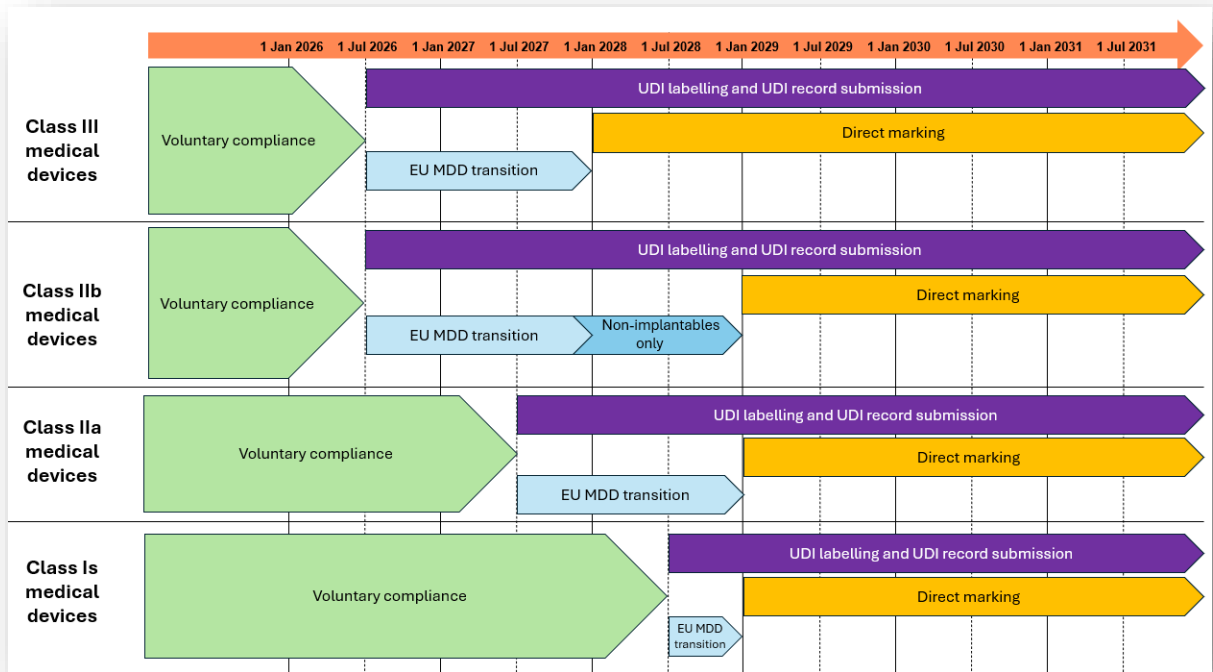 1 Jan 2026 1 Jul 2026 1 Jan 2027 1 Jul 2027 1 Jan 2028 1 Jul 2028 1 Jan 2029 1 Jul 2029 1 Jan 2030 1 Jul 2030 1 Jan 2031 1 Jul 2031
Class III
medical
devices
Voluntary compliance
UDI labelling and UDI record submission
Direct marking
EU MDD transition
Class IIb
medical
devices
Voluntary compliance
UDI labelling and UDI record submission
Direct marking
EU MDD transition
Non-implantables
only
Class IIa
medical
devices
Voluntary compliance
UDI labelling and UDI record submission
Direct marking
EU MDD transition
Class Is
medical
devices
Voluntary compliance
UDI labelling and UDI record submission
Direct marking
EU MDD
transition